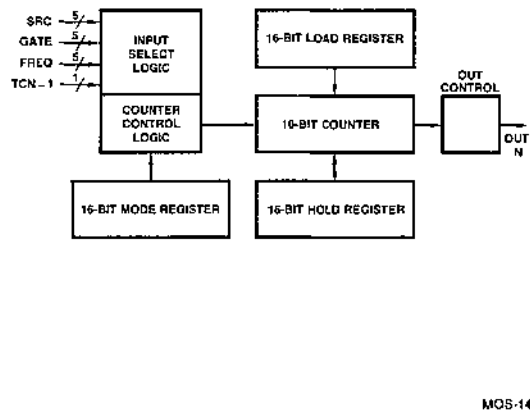 SRC 5
GATE 5
FREQ 5
TCN–1 1
INPUT
SELECT
LOGIC
COUNTER
CONTROL
LOGIC
16-BIT MODE REGISTER
16-BIT LOAD REGISTER
16-BIT COUNTER
16-BIT HOLD REGISTER
OUT
CONTROL
OUT
N
MOS-14